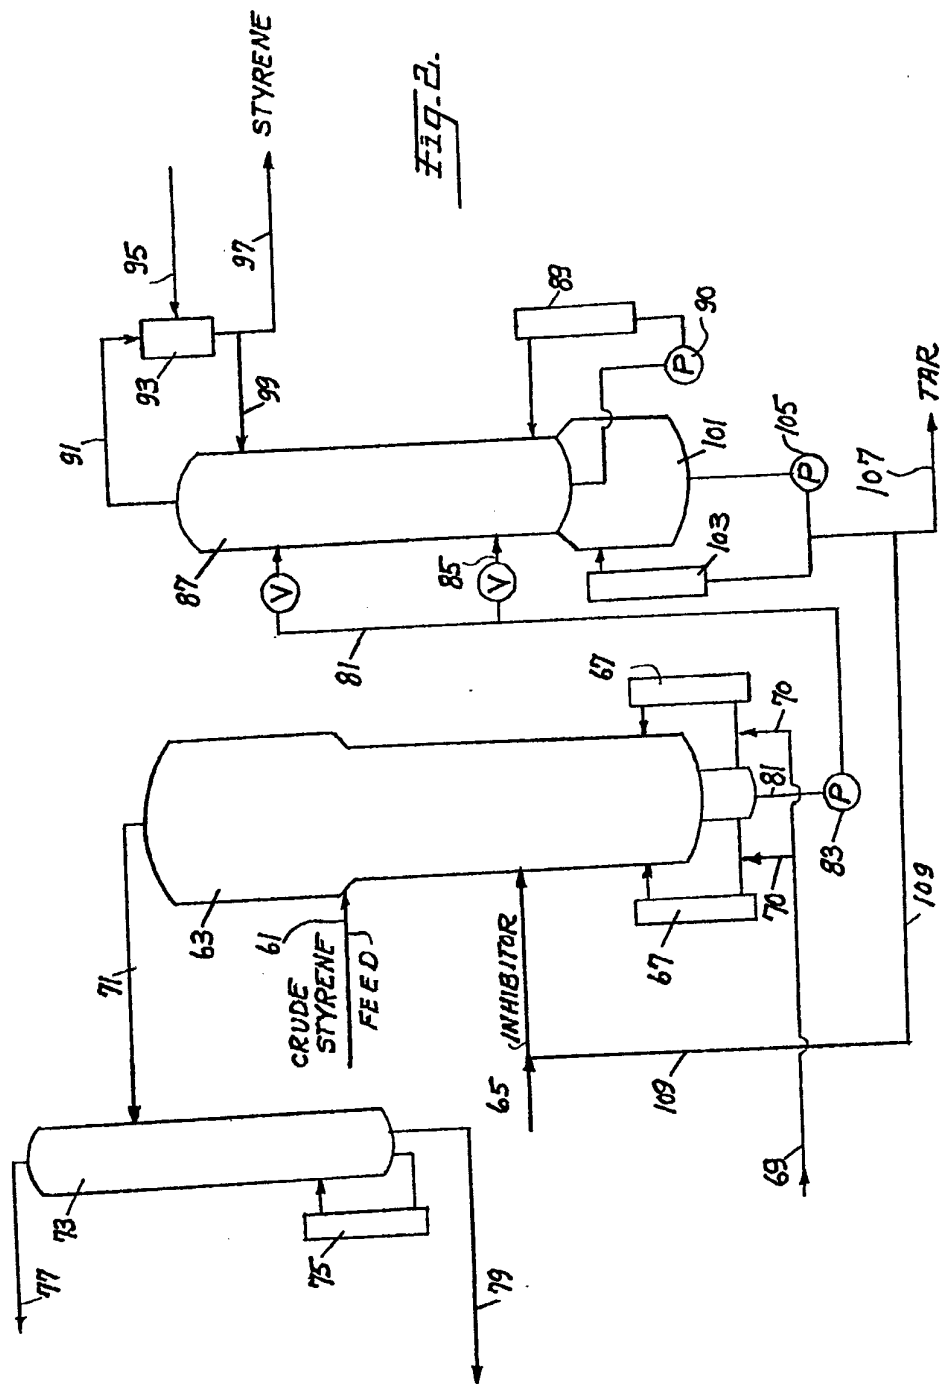 77
73
71
91
95
93
63
87
97
STYRENE
61
99
CRUDE
STYRENE
FEED
V
75
81
Fig. 2.
85
V
79
65
INHIBITOR
89
67
67
109
P
90
103
101
69
70
81
70
P
105
83
P
107
109
TAR